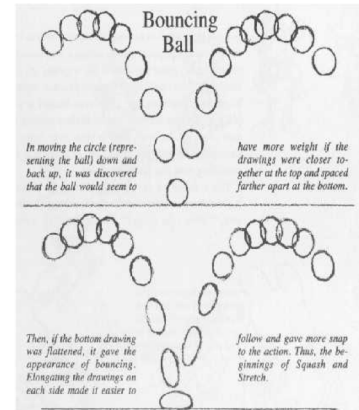 Bouncing
Ball
In moving the circle (repre-
senting the ball) down and
back up, it was discovered
that the ball would seem to
have more weight if the
drawings were closer to-
gether at the top and spaced
farther apart at the bottom.
Then, if the bottom drawing
was flattened, it gave the
appearance of bouncing.
Elongating the drawings on
each side made it easier to
follow and gave more snap
to the action. Thus, the be-
ginnings of Squash and
Stretch.